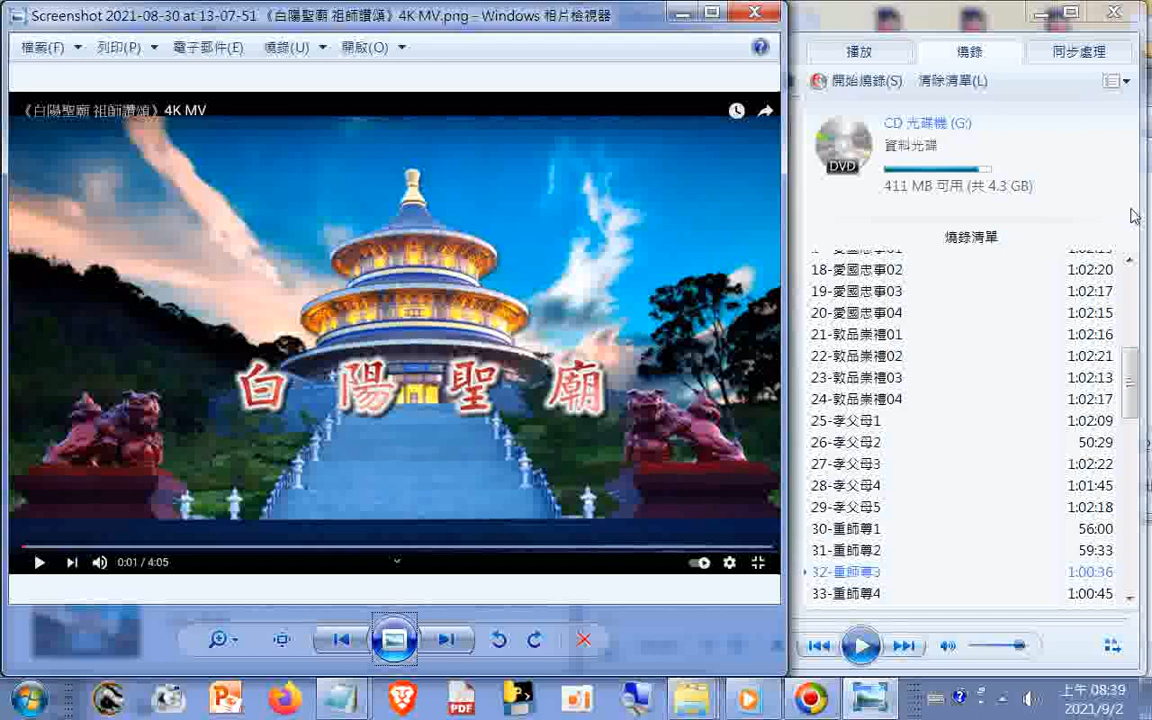 Screenshot 2021-08-30 at 13-07-51 《白陽聖廟 祖師讚頌》4K MV.png - Windows 相片檢視器
檔案(F) 列印(P) 電子郵件(E) 燒錄(U) 開啟(O)
《白陽聖廟 祖師讚頌》4K MV
白陽聖廟
0:01 / 4:05
播放 燒錄 同步處理
開始燒錄(S) 清除清單(L)
CD 光碟機 (G:)
資料光碟
DVD
411 MB 可用 (共 4.3 GB)
燒錄清單
18-愛國忠事02 1:02:20
19-愛國忠事03 1:02:17
20-愛國忠事04 1:02:15
21-敦品崇禮01 1:02:16
22-敦品崇禮02 1:02:21
23-敦品崇禮03 1:02:13
24-敦品崇禮04 1:02:17
25-孝父母1 1:02:09
26-孝父母2 50:29
27-孝父母3 1:02:22
28-孝父母4 1:01:45
29-孝父母5 1:02:18
30-重師尊1 56:00
31-重師尊2 59:33
32-重師尊3 1:00:36
33-重師尊4 1:00:45
PDF
上午 08:39
2021/9/2